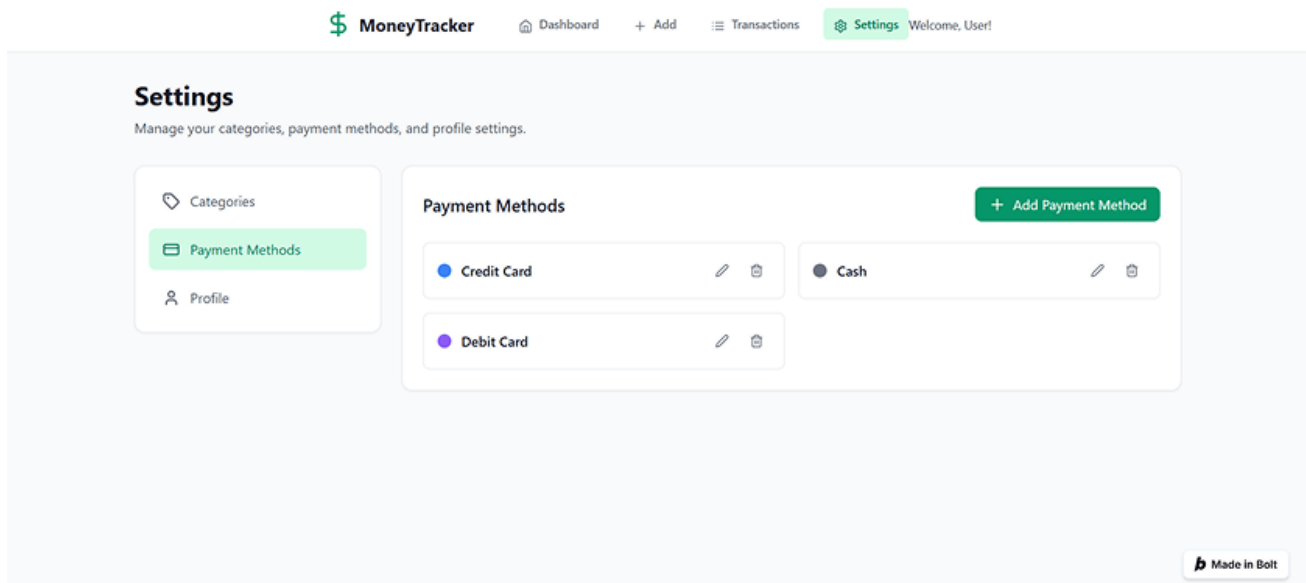 MoneyTracker Dashboard Add Transactions Settings Welcome, User!
Settings
Manage your categories, payment methods, and profile settings.
Categories
Payment Methods
Profile
Payment Methods
+ Add Payment Method
Credit Card
Cash
Debit Card
Made in Bolt